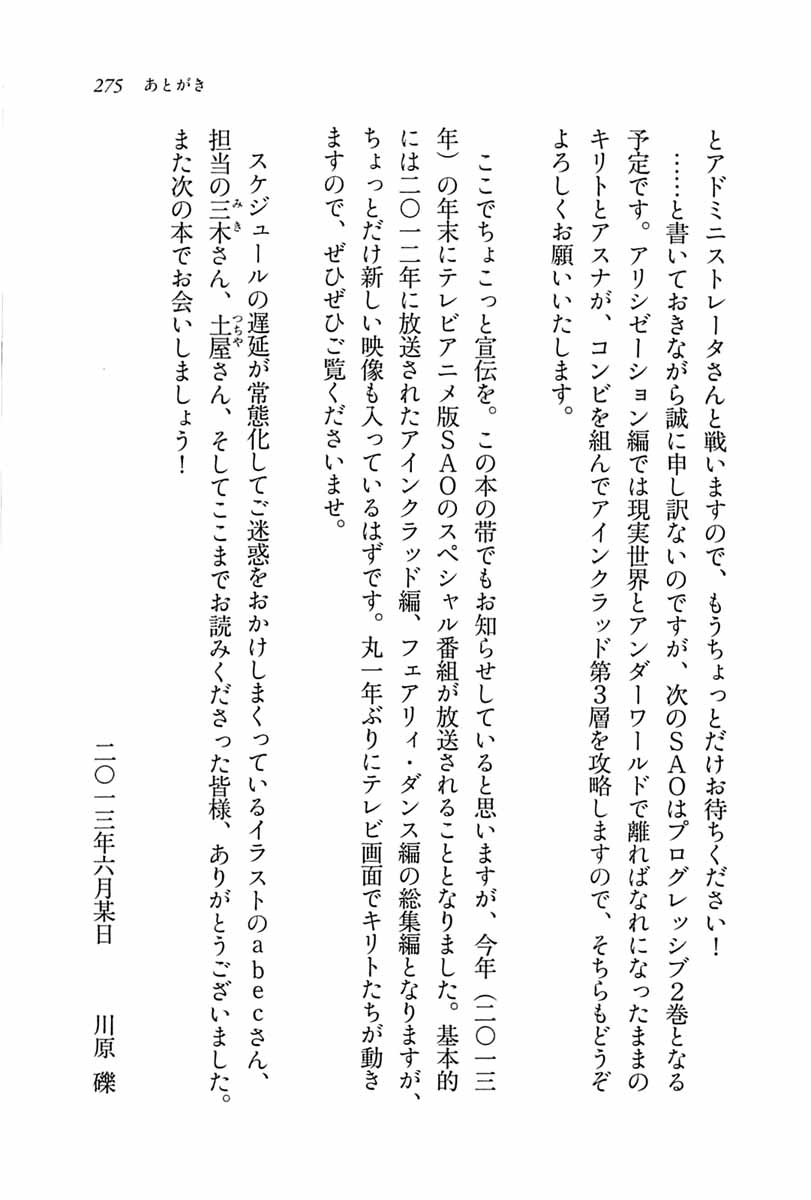 275 あとがき
とアドミニストレータさんと戦いますので、もうちょっとだけお待ちください！
……と書いておきながら誠に申し訳ないのですが、次のSAOはプログレッシブ2巻となる
予定です。アリシゼーション編では現実世界とアンダーワールドで離ればなれになったままの
キリトとアスナが、コンビを組んでアインクラッド第3層を攻略しますので、そちらもどうぞ
よろしくお願いいたします。
ここでちょこっと宣伝を。この本の帯でもお知らせしていると思いますが、今年（二〇一三
年）の年末にテレビアニメ版SAOのスペシャル番組が放送されることとなりました。基本的
には二〇一二年に放送されたアインクラッド編、フェアリィ・ダンス編の総集編となりますが、
ちょっとだけ新しい映像も入っているはずです。丸一年ぶりにテレビ画面でキリトたちが動き
ますので、ぜひぜひご覧くださいませ。
スケジュールの遅延が常態化してご迷惑をおかけしまくっているイラストのabecさん、
担当の三木さん、土屋さん、そしてここまでお読みくださった皆様、ありがとうございました。
みき つちや
また次の本でお会いしましょう！
二〇一三年六月某日 川原 礫